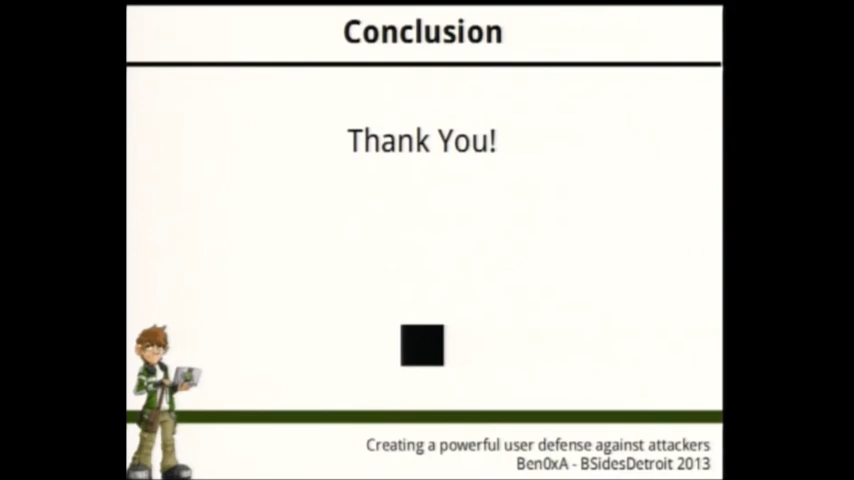 Conclusion
Thank You!
Creating a powerful user defense against attackers
Ben0xA - BSidesDetroit 2013